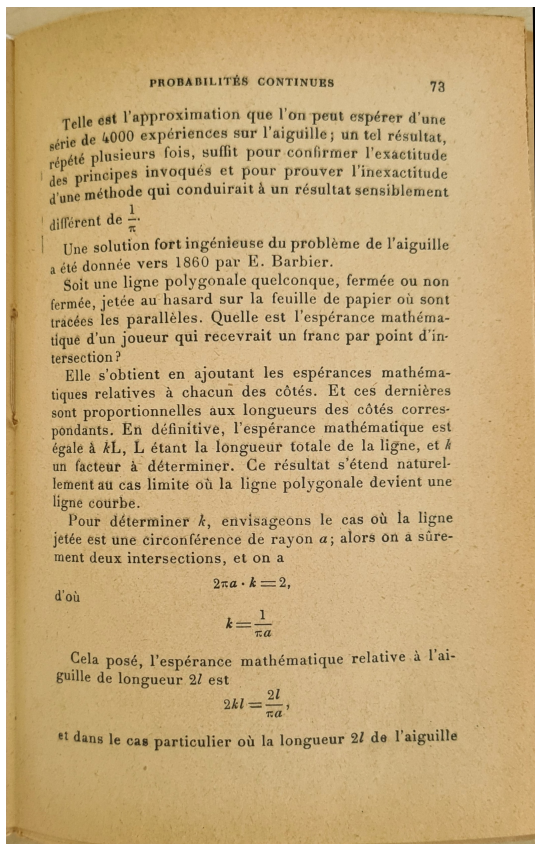 PROBABILITÉS CONTINUES 73
Telle est l'approximation que l'on peut espérer d'une
série de 4000 expériences sur l'aiguille ; un tel résultat,
répété plusieurs fois, suffit pour confirmer l'exactitude
des principes invoqués et pour prouver l'inexactitude
d'une méthode qui conduirait à un résultat sensiblement
différent de 1/π.
Une solution fort ingénieuse du problème de l'aiguille
a été donnée vers 1860 par E. Barbier.
Soit une ligne polygonale quelconque, fermée ou non
fermée, jetée au hasard sur la feuille de papier où sont
tracées les parallèles. Quelle est l'espérance mathéma-
tique d'un joueur qui recevrait un franc par point d'in-
tersection ?
Elle s'obtient en ajoutant les espérances mathéma-
tiques relatives à chacun des côtés. Et ces dernières
sont proportionnelles aux longueurs des côtés corres-
pondants. En définitive, l'espérance mathématique est
égale à kL, L étant la longueur totale de la ligne, et k
un facteur à déterminer. Ce résultat s'étend naturel-
lement au cas limite où la ligne polygonale devient une
ligne courbe.
Pour déterminer k, envisageons le cas où la ligne
jetée est une circonférence de rayon a ; alors on a sûre-
ment deux intersections, et on a
2πa · k = 2,
d'où
k = 1/πa
Cela posé, l'espérance mathématique relative à l'ai-
guille de longueur 2l est
2kl = 2l/πa,
et dans le cas particulier où la longueur 2l de l'aiguille